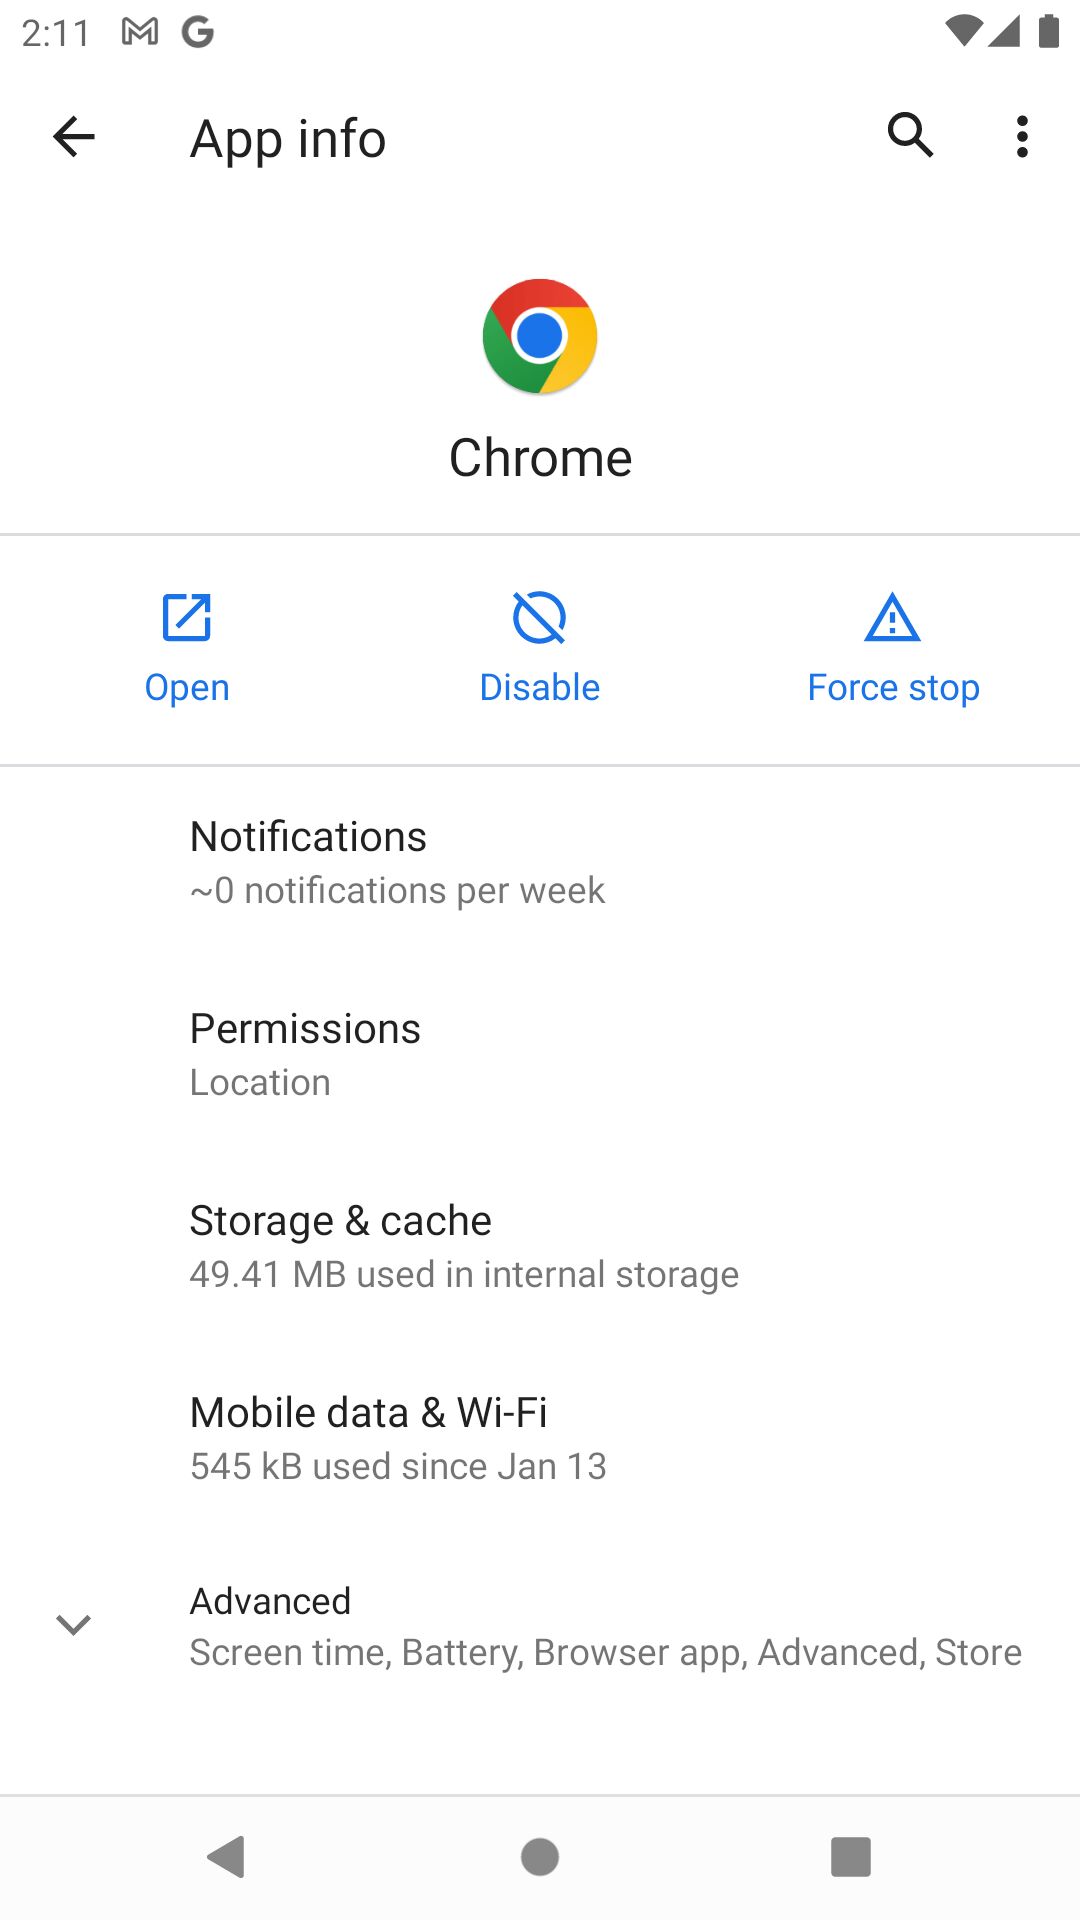 2:11
App info
Chrome
Open
Disable
Force stop
Notifications
~0 notifications per week
Permissions
Location
Storage & cache
49.41 MB used in internal storage
Mobile data & Wi-Fi
545 kB used since Jan 13
Advanced
Screen time, Battery, Browser app, Advanced, Store